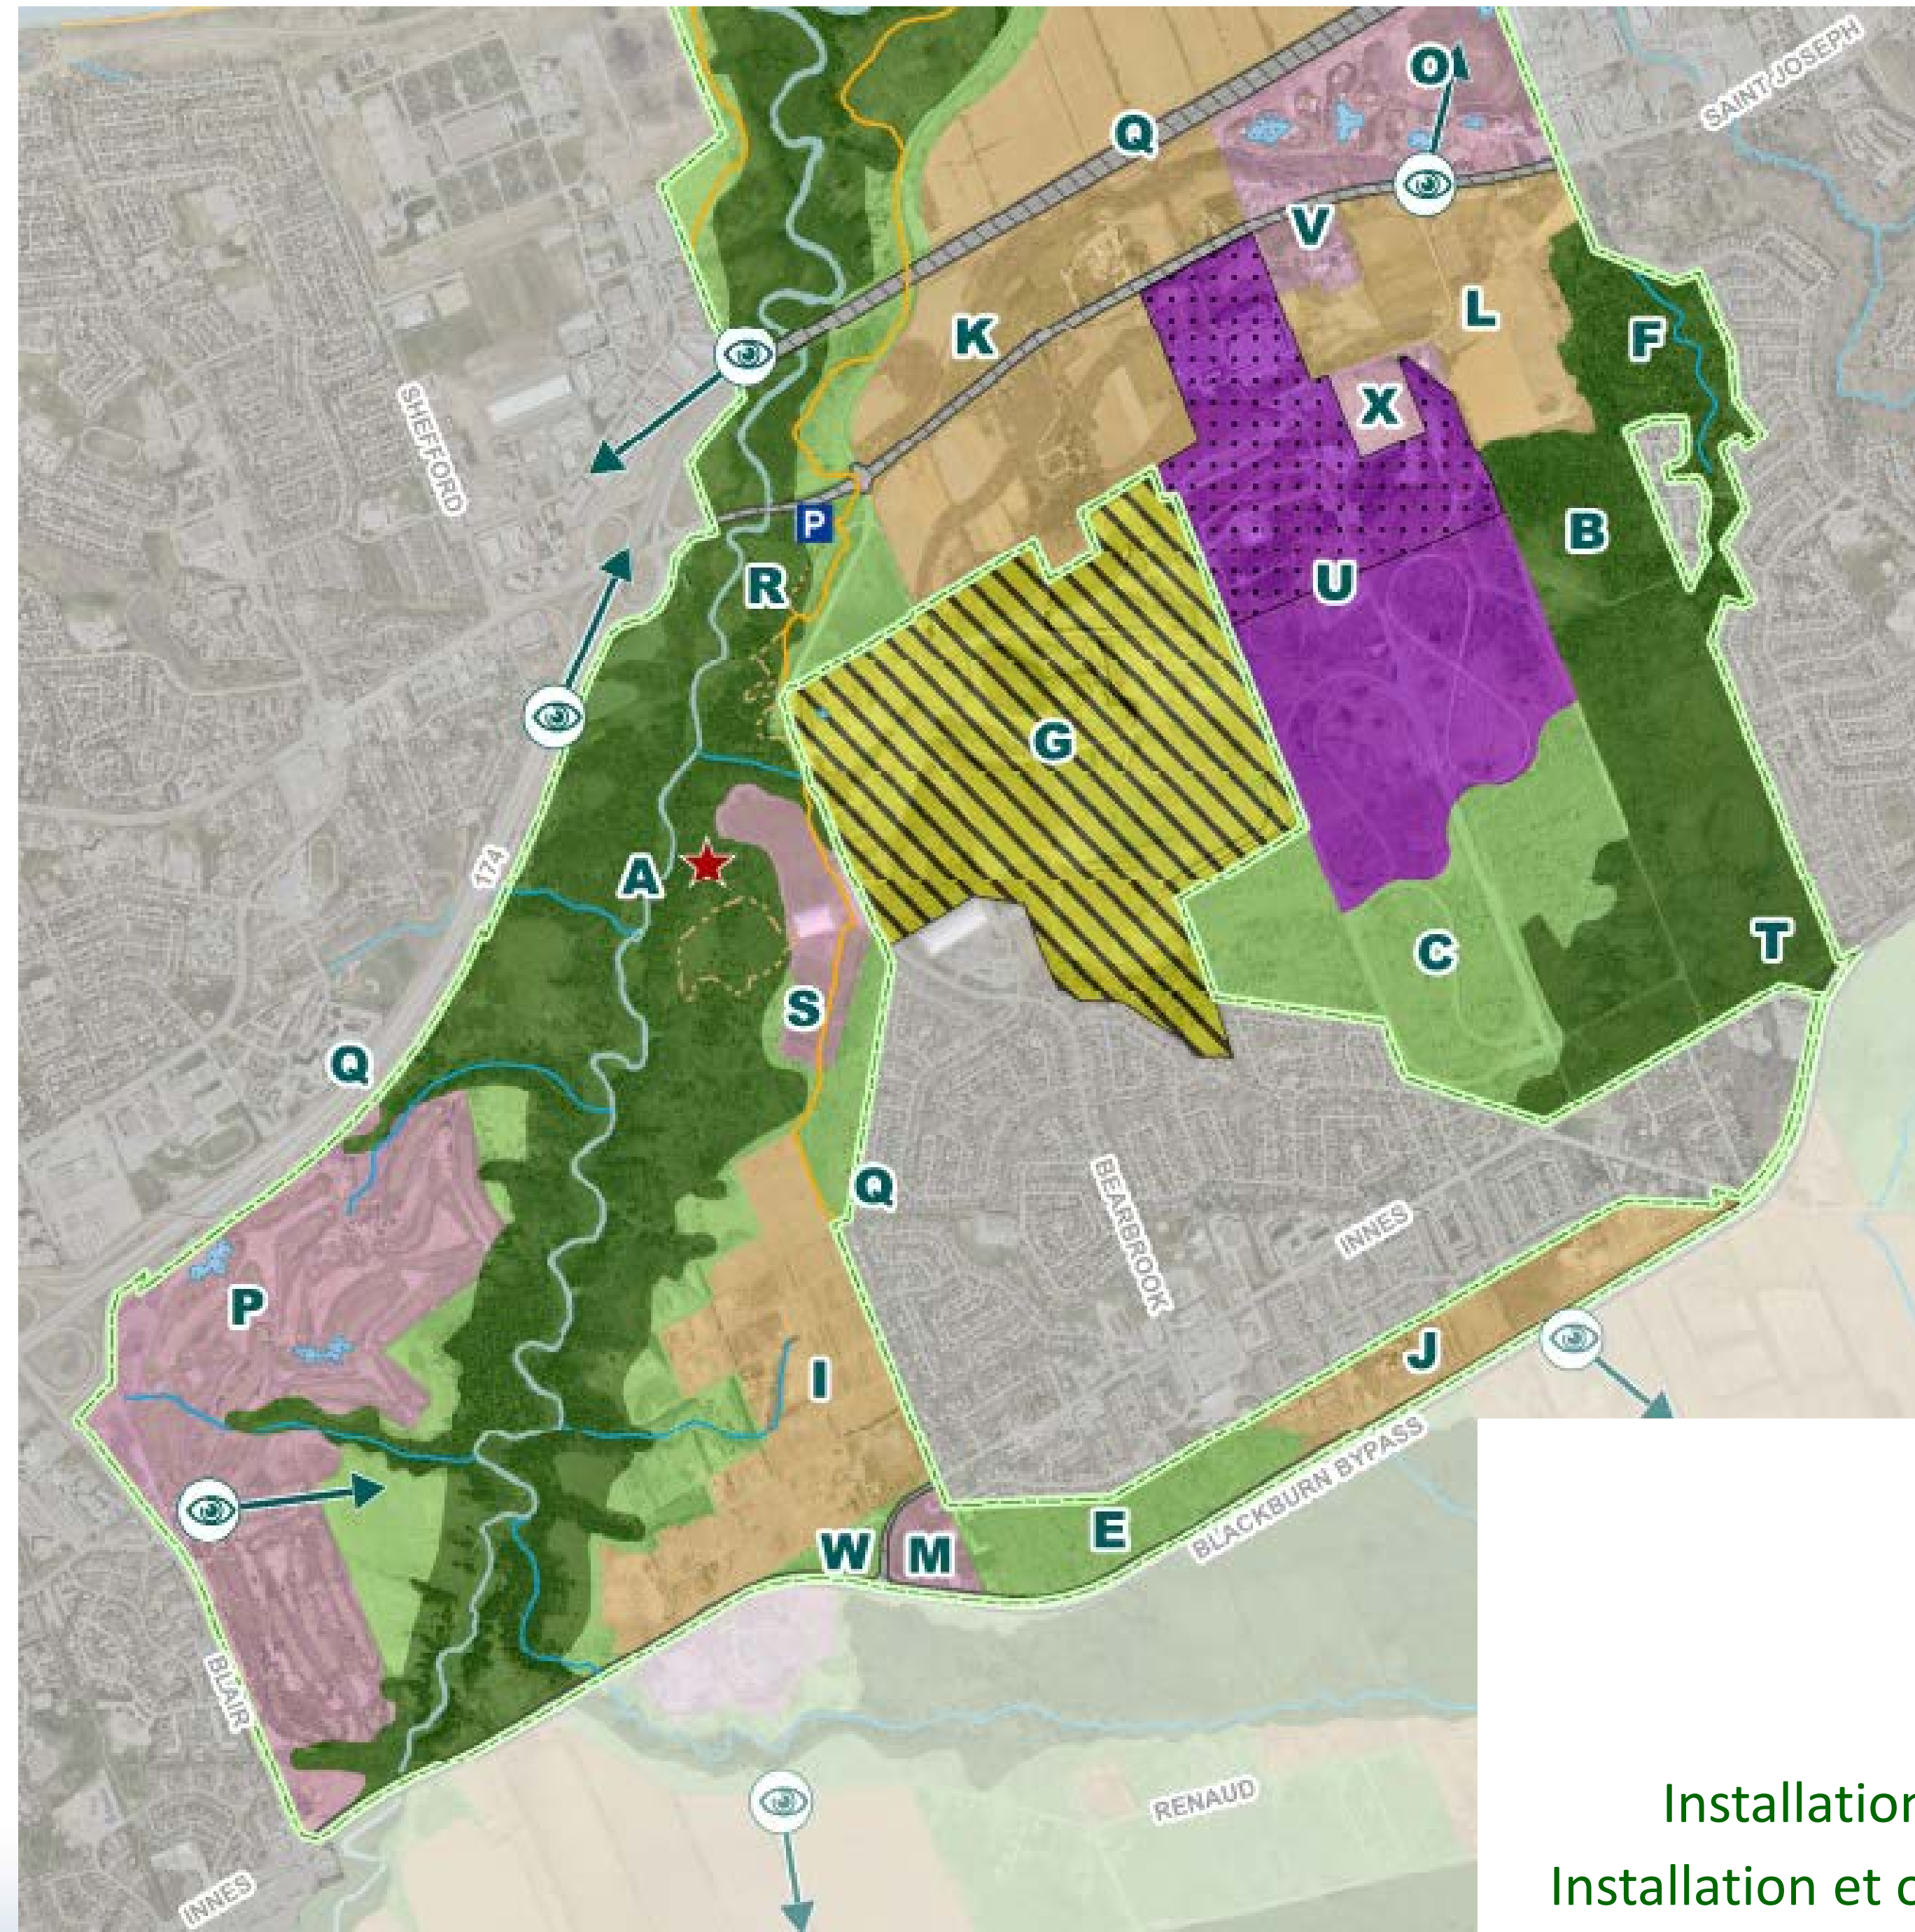 O
SAINT JOSEPH
Q
V
K
L
F
SHEFFORD
X
P
B
R
U
G
174
A
T
C
S
Q
Q
BEARBROOK
INNES
P
J
I
BLACKBURN BYPASS
E
W
M
BLAIR
RENAUD
INNES
Installation
Installation et c